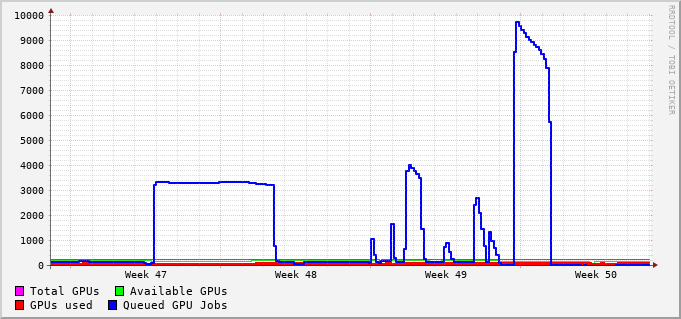 RRDTOOL / TOBI OETIKER
10000
9000
8000
7000
6000
5000
4000
3000
2000
1000
0
Week 47 Week 48 Week 49 Week 50
Total GPUs Available GPUs
GPUs used Queued GPU Jobs